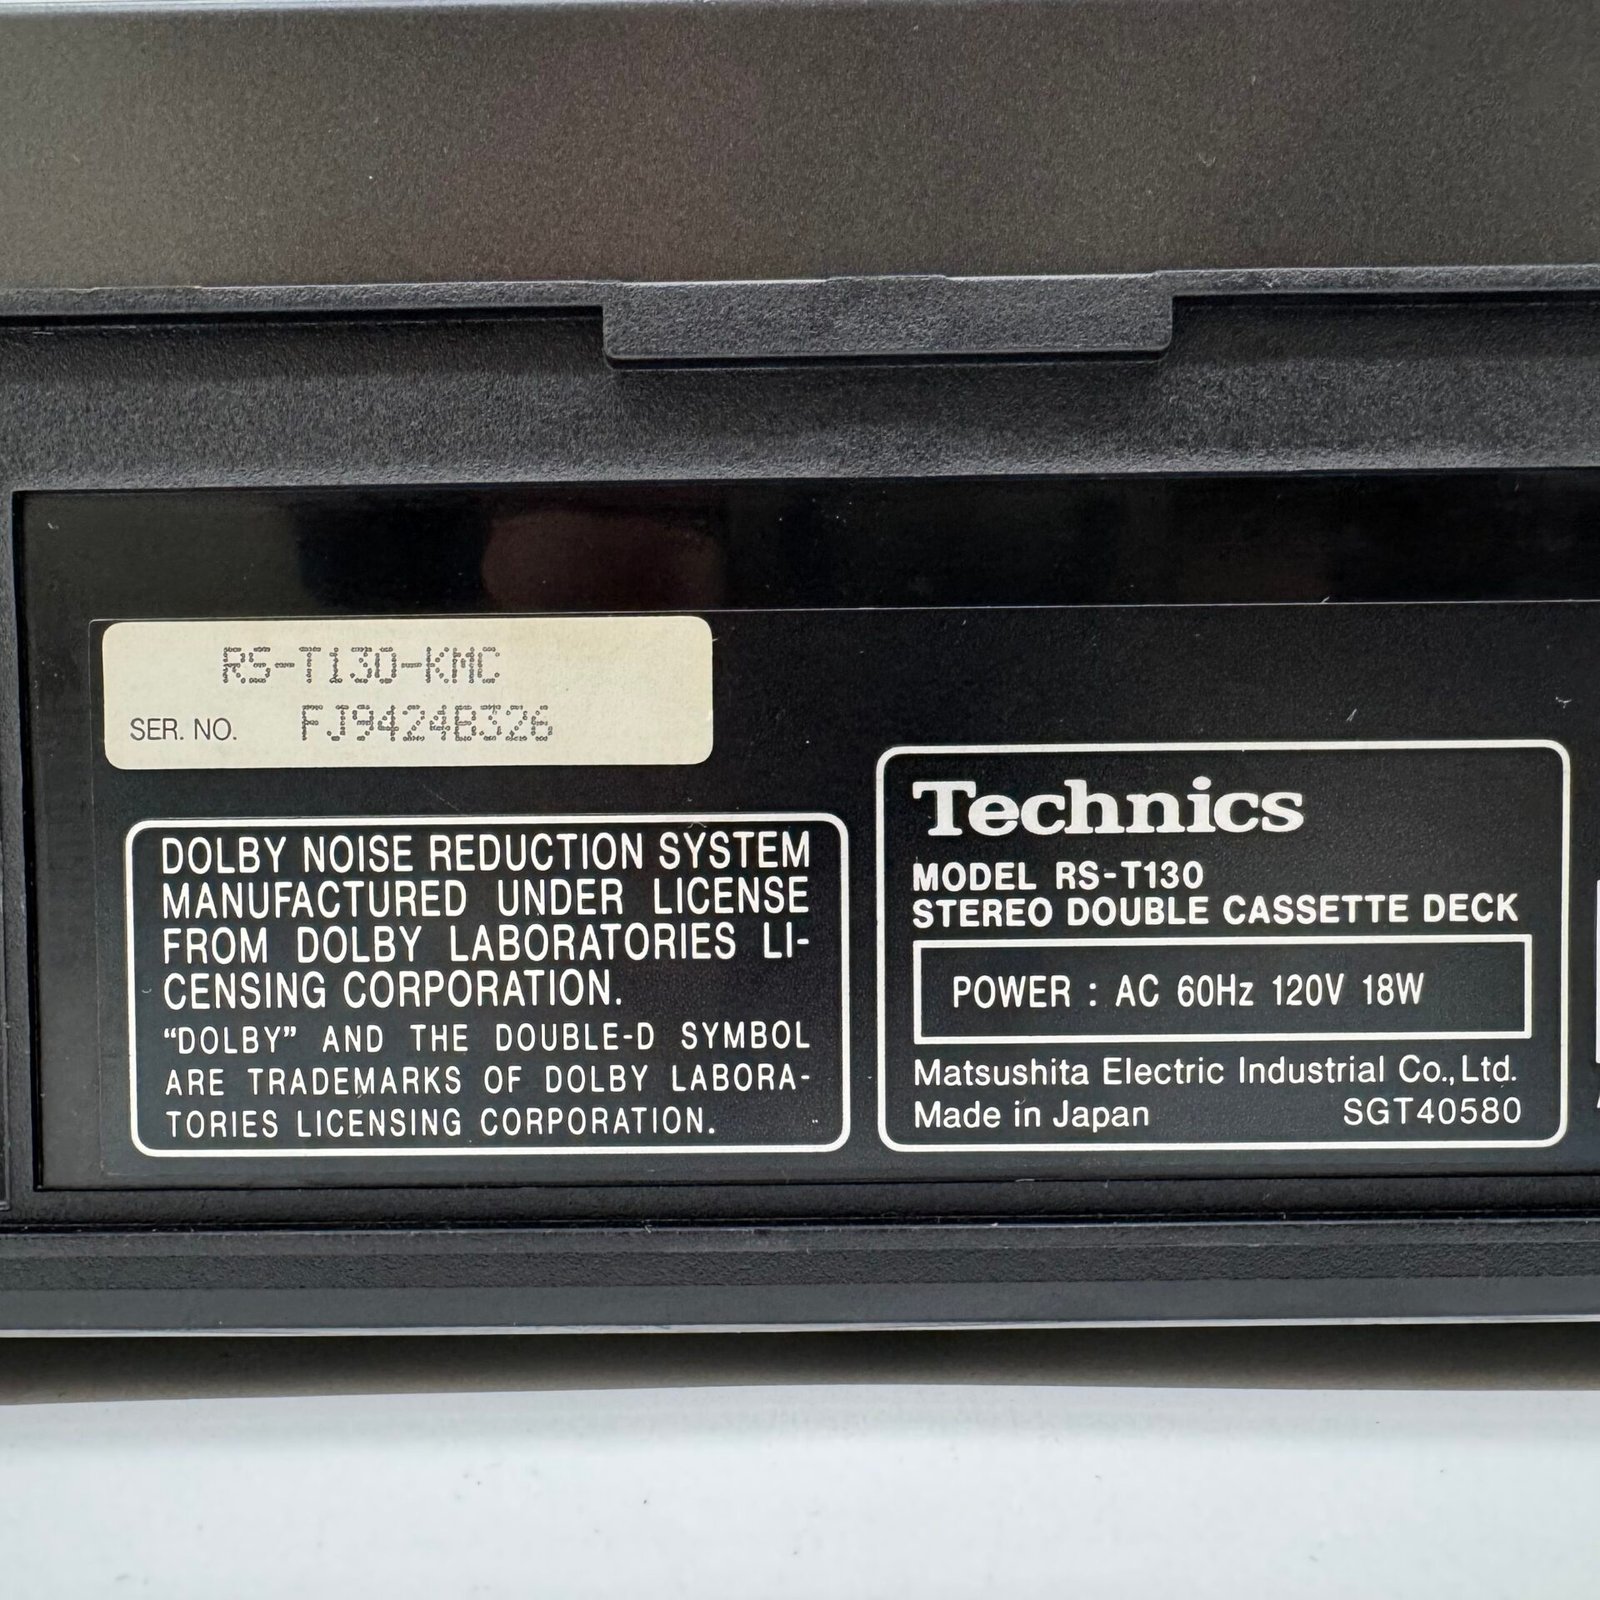 RS-T130-KMC
SER. NO. FJ9424B326
DOLBY NOISE REDUCTION SYSTEM
MANUFACTURED UNDER LICENSE
FROM DOLBY LABORATORIES LI-
CENSING CORPORATION.
“DOLBY” AND THE DOUBLE-D SYMBOL
ARE TRADEMARKS OF DOLBY LABORA-
TORIES LICENSING CORPORATION.
Technics
MODEL RS-T130
STEREO DOUBLE CASSETTE DECK
POWER : AC 60Hz 120V 18W
Matsushita Electric Industrial Co., Ltd.
Made in Japan SGT40580